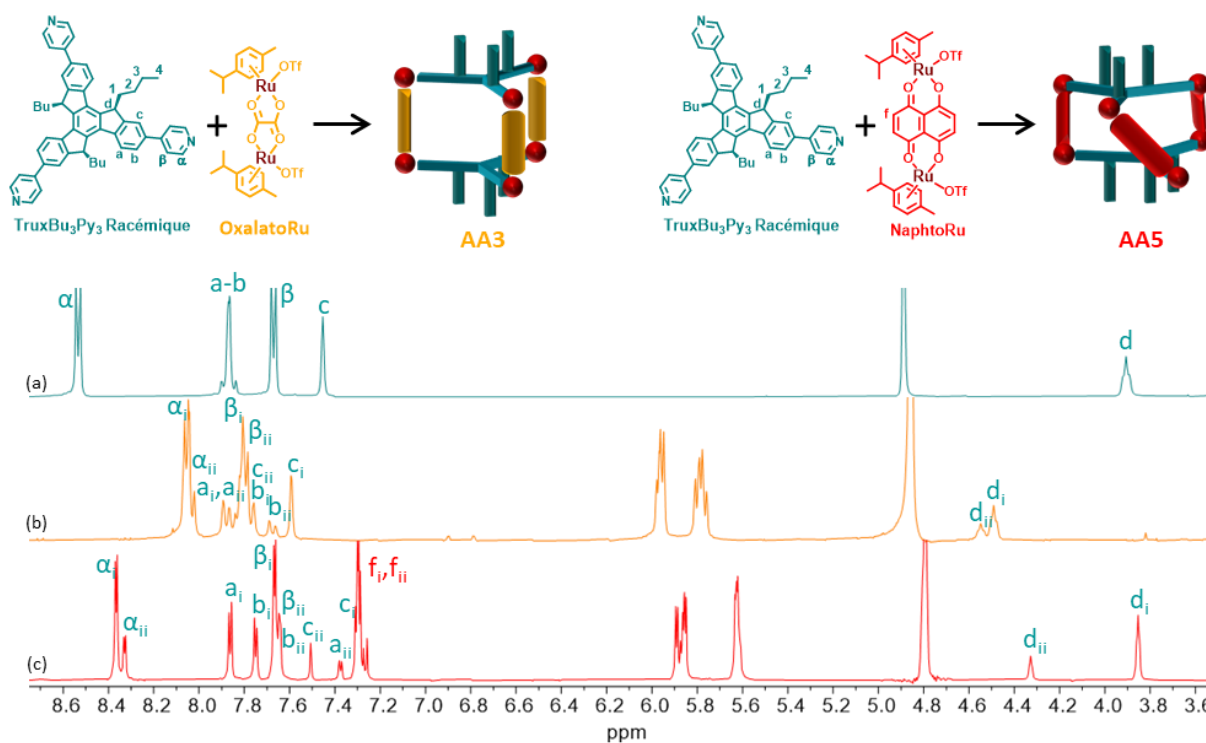 N
N
N
Bu
Bu
Bu
1
2
3
4
d
c
a
b
β
α
+
OTf
Ru
O
O
O
O
Ru
OTf
TruxBu₃Py₃ Racémique
OxalatoRu
AA3
N
N
N
Bu
Bu
Bu
1
2
3
4
d
c
a
b
β
α
+
OTf
Ru
O
O
f
O
O
Ru
OTf
TruxBu₃Py₃ Racémique
NaphtoRu
AA5
(a)
α
a-b
β
c
d
(b)
αᵢ
αᵢᵢ
aᵢ,aᵢᵢ
βᵢ
βᵢᵢ
cᵢᵢ
bᵢ
bᵢᵢ
cᵢ
dᵢᵢ
dᵢ
(c)
αᵢ
αᵢᵢ
aᵢ
bᵢ
βᵢ
βᵢᵢ
bᵢᵢ
cᵢᵢ
aᵢᵢ
cᵢ
fᵢ,fᵢᵢ
dᵢᵢ
dᵢ
8.6 8.4 8.2 8.0 7.8 7.6 7.4 7.2 7.0 6.8 6.6 6.4 6.2 6.0 5.8 5.6 5.4 5.2 5.0 4.8 4.6 4.4 4.2 4.0 3.8 3.6
ppm